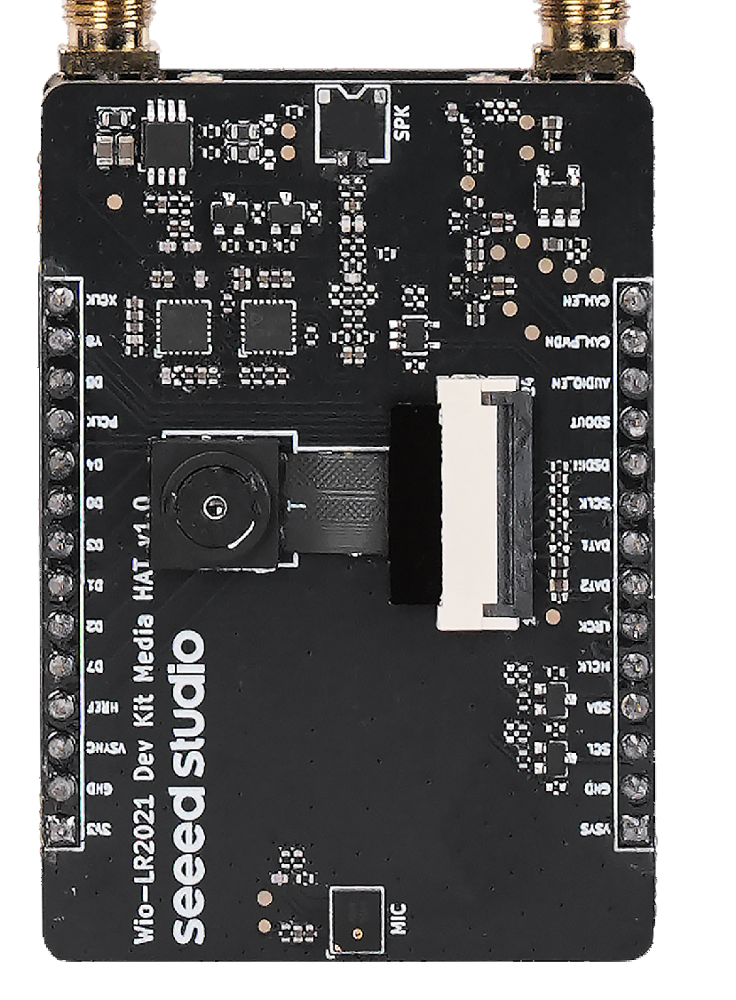 SPK
XCLK
Y8
D5
PCLK
D4
D0
D3
D1
D2
D7
HREF
VSYNC
GND
3V3
CAM_EN
CAM_PWDN
AUDIO_EN
SDOUT
DSDIN
SCLK
DAT1
DAT2
LRCK
MCLK
SDA
SCL
GND
VSYS
Wio-LR2021 Dev Kit Media HAT v1.0
seeed studio
MIC